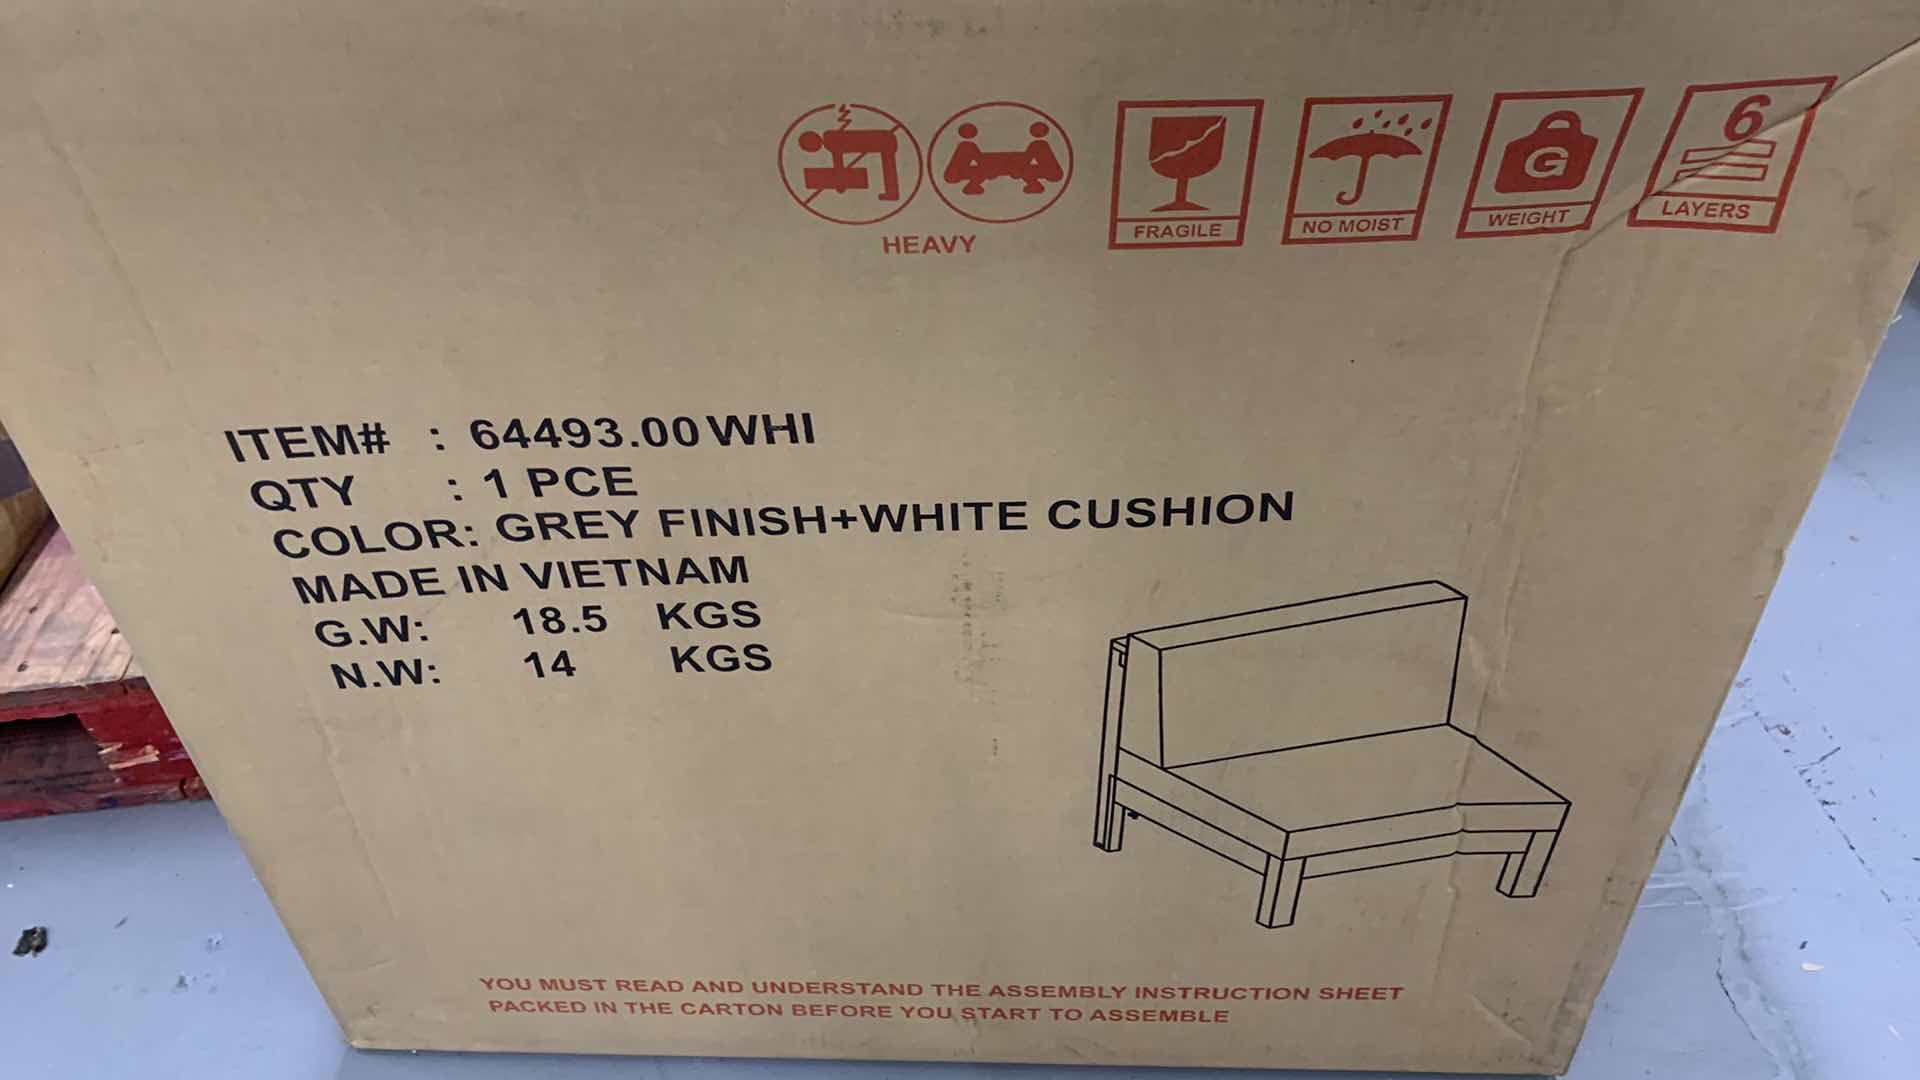 6
G
FRAGILE
NO MOIST
WEIGHT
LAYERS
HEAVY
ITEM# : 64493.00WHI
QTY : 1 PCE
COLOR: GREY FINISH+WHITE CUSHION
MADE IN VIETNAM
G.W: 18.5 KGS
N.W: 14 KGS
YOU MUST READ AND UNDERSTAND THE ASSEMBLY INSTRUCTION SHEET
PACKED IN THE CARTON BEFORE YOU START TO ASSEMBLE